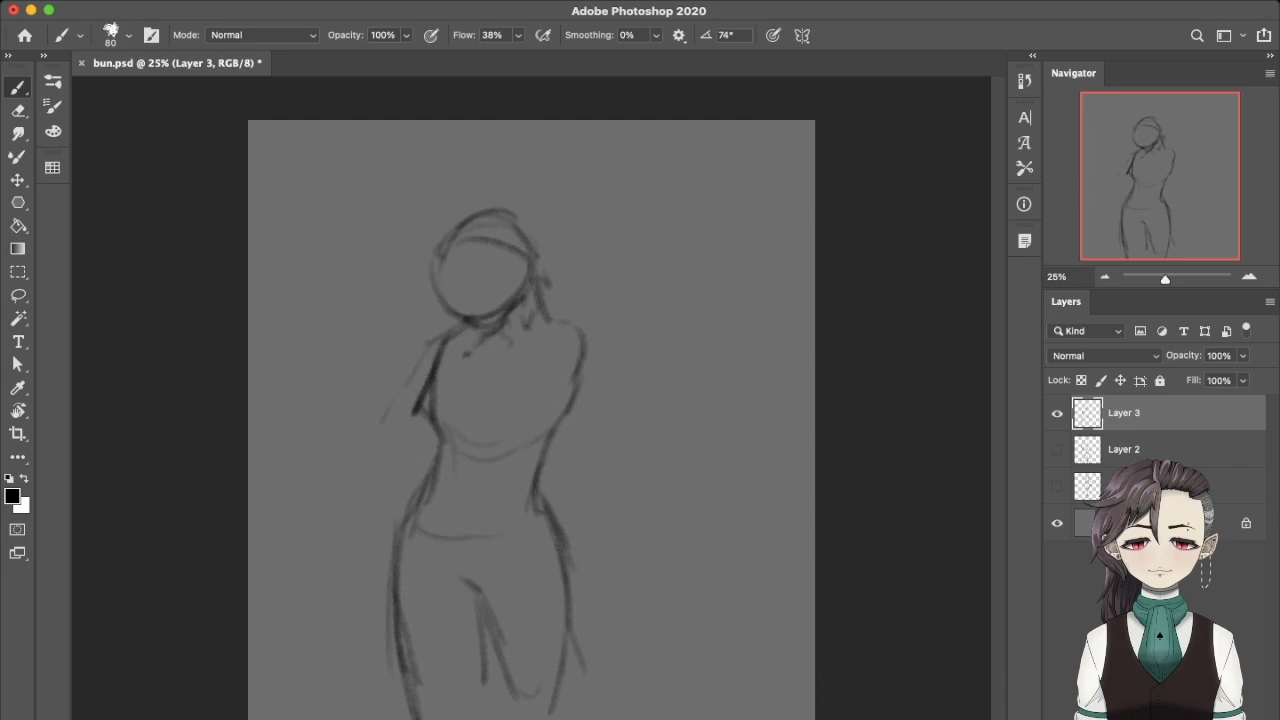 Adobe Photoshop 2020
80
Mode: Normal
Opacity: 100%
Flow: 38%
Smoothing: 0%
74°
bun.psd @ 25% (Layer 3, RGB/8) *
Navigator
25%
Layers
Kind
Normal
Opacity: 100%
Lock:
Fill: 100%
Layer 3
Layer 2